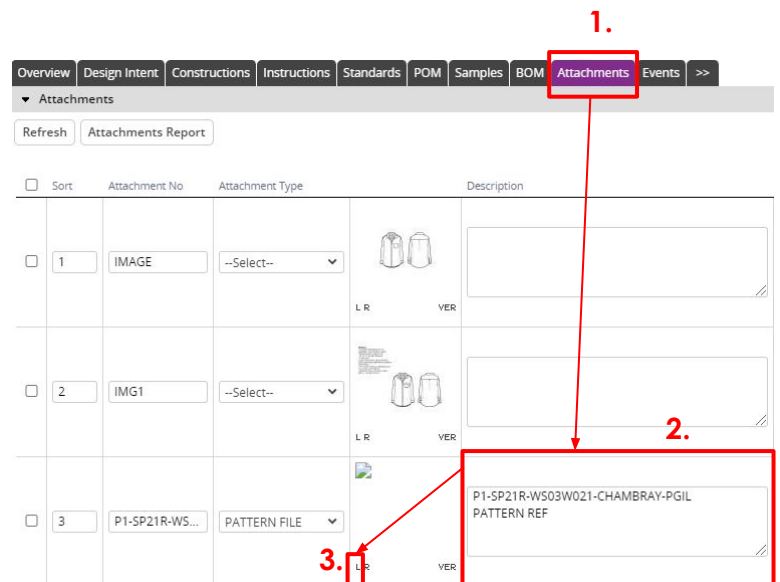 1.
Overview Design Intent Constructions Instructions Standards POM Samples BOM Attachments Events >>
Attachments
Refresh Attachments Report
Sort Attachment No Attachment Type Description
1 IMAGE --Select--
L R VER
2 IMG1 --Select--
L R VER
2.
P1-SP21R-WS03W021-CHAMBRAY-PGIL
PATTERN REF
3 P1-SP21R-WS... PATTERN FILE
3.
L R VER